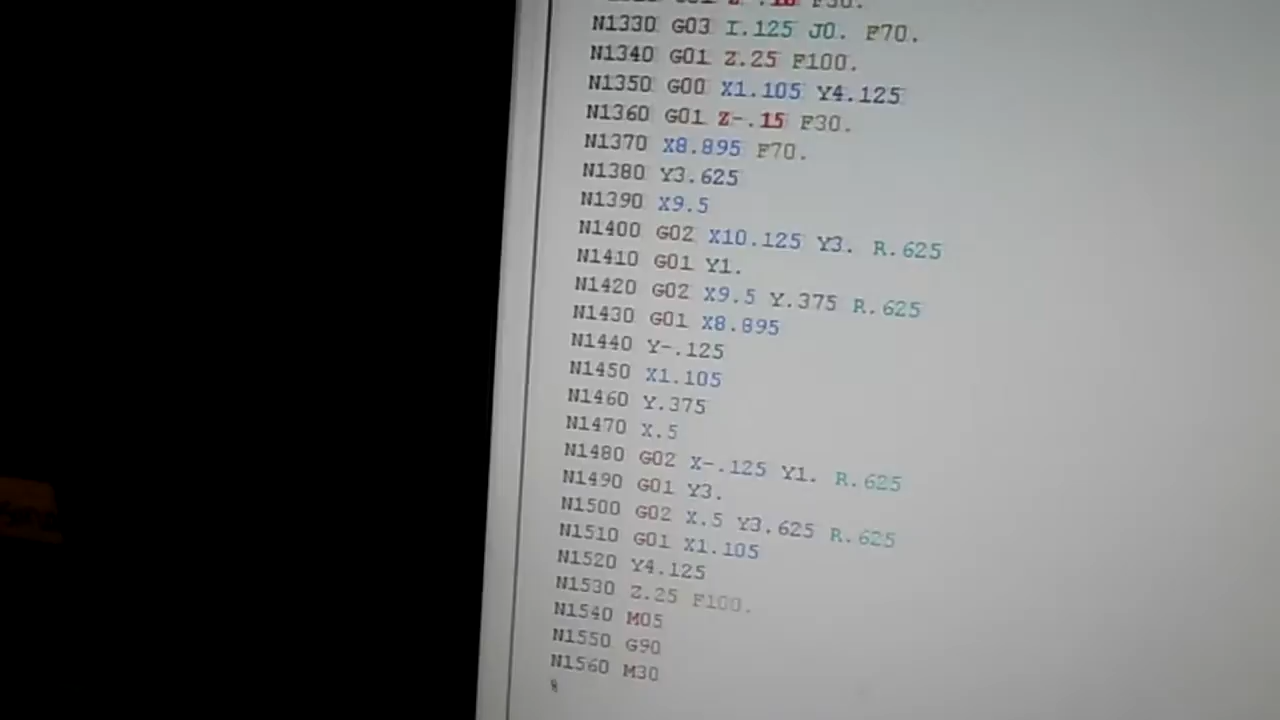 N1330 G03 I.125 J0. F70.
N1340 G01 Z.25 F100.
N1350 G00 X1.105 Y4.125
N1360 G01 Z-.15 F30.
N1370 X8.895 F70.
N1380 Y3.625
N1390 X9.5
N1400 G02 X10.125 Y3. R.625
N1410 G01 Y1.
N1420 G02 X9.5 Y.375 R.625
N1430 G01 X8.895
N1440 Y-.125
N1450 X1.105
N1460 Y.375
N1470 X.5
N1480 G02 X-.125 Y1. R.625
N1490 G01 Y3.
N1500 G02 X.5 Y3.625 R.625
N1510 G01 X1.105
N1520 Y4.125
N1530 Z.25 F100.
N1540 M05
N1550 G90
N1560 M30
%